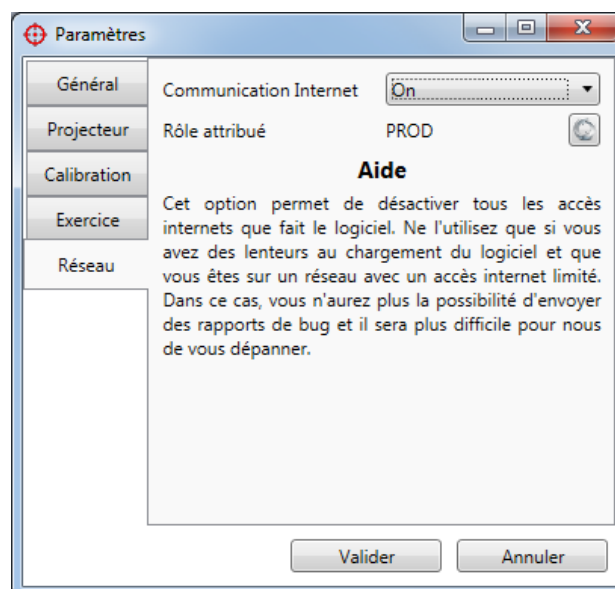 Paramètres
Général
Projecteur
Calibration
Exercice
Réseau
Communication Internet On
Rôle attribué PROD
Aide
Cet option permet de désactiver tous les accès
internets que fait le logiciel. Ne l'utilisez que si vous
avez des lenteurs au chargement du logiciel et que
vous êtes sur un réseau avec un accès internet limité.
Dans ce cas, vous n'aurez plus la possibilité d'envoyer
des rapports de bug et il sera plus difficile pour nous
de vous dépanner.
Valider Annuler